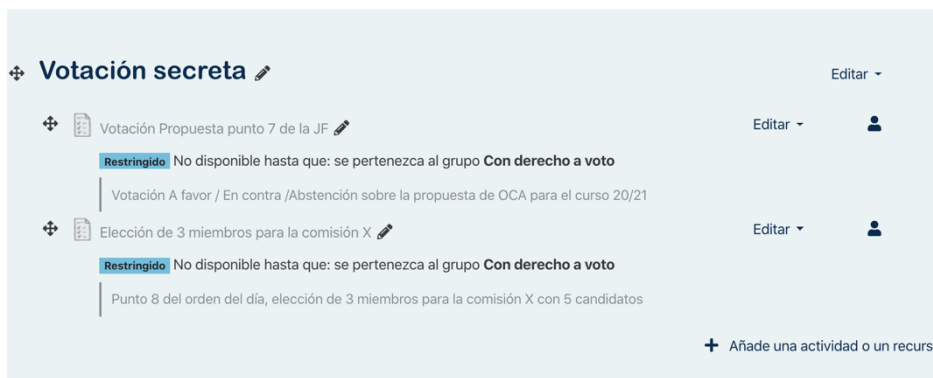 Votación secreta
Editar
Votación Propuesta punto 7 de la JF
Editar
Restringido No disponible hasta que: se pertenezca al grupo Con derecho a voto
Votación A favor / En contra /Abstención sobre la propuesta de OCA para el curso 20/21
Elección de 3 miembros para la comisión X
Editar
Restringido No disponible hasta que: se pertenezca al grupo Con derecho a voto
Punto 8 del orden del día, elección de 3 miembros para la comisión X con 5 candidatos
Añade una actividad o un recurs